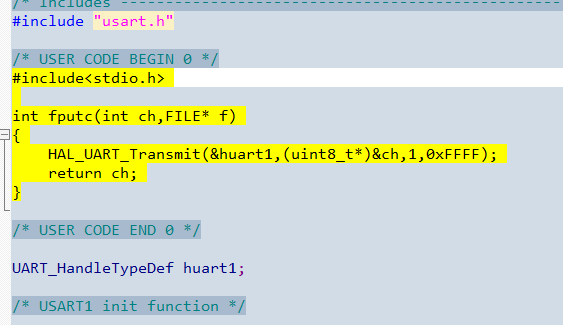 /* Includes ------------------------------------------------------------------
#include "usart.h"
/* USER CODE BEGIN 0 */
#include<stdio.h>
int fputc(int ch,FILE* f)
{
HAL_UART_Transmit(&huart1,(uint8_t*)&ch,1,0xFFFF);
return ch;
}
/* USER CODE END 0 */
UART_HandleTypeDef huart1;
/* USART1 init function */